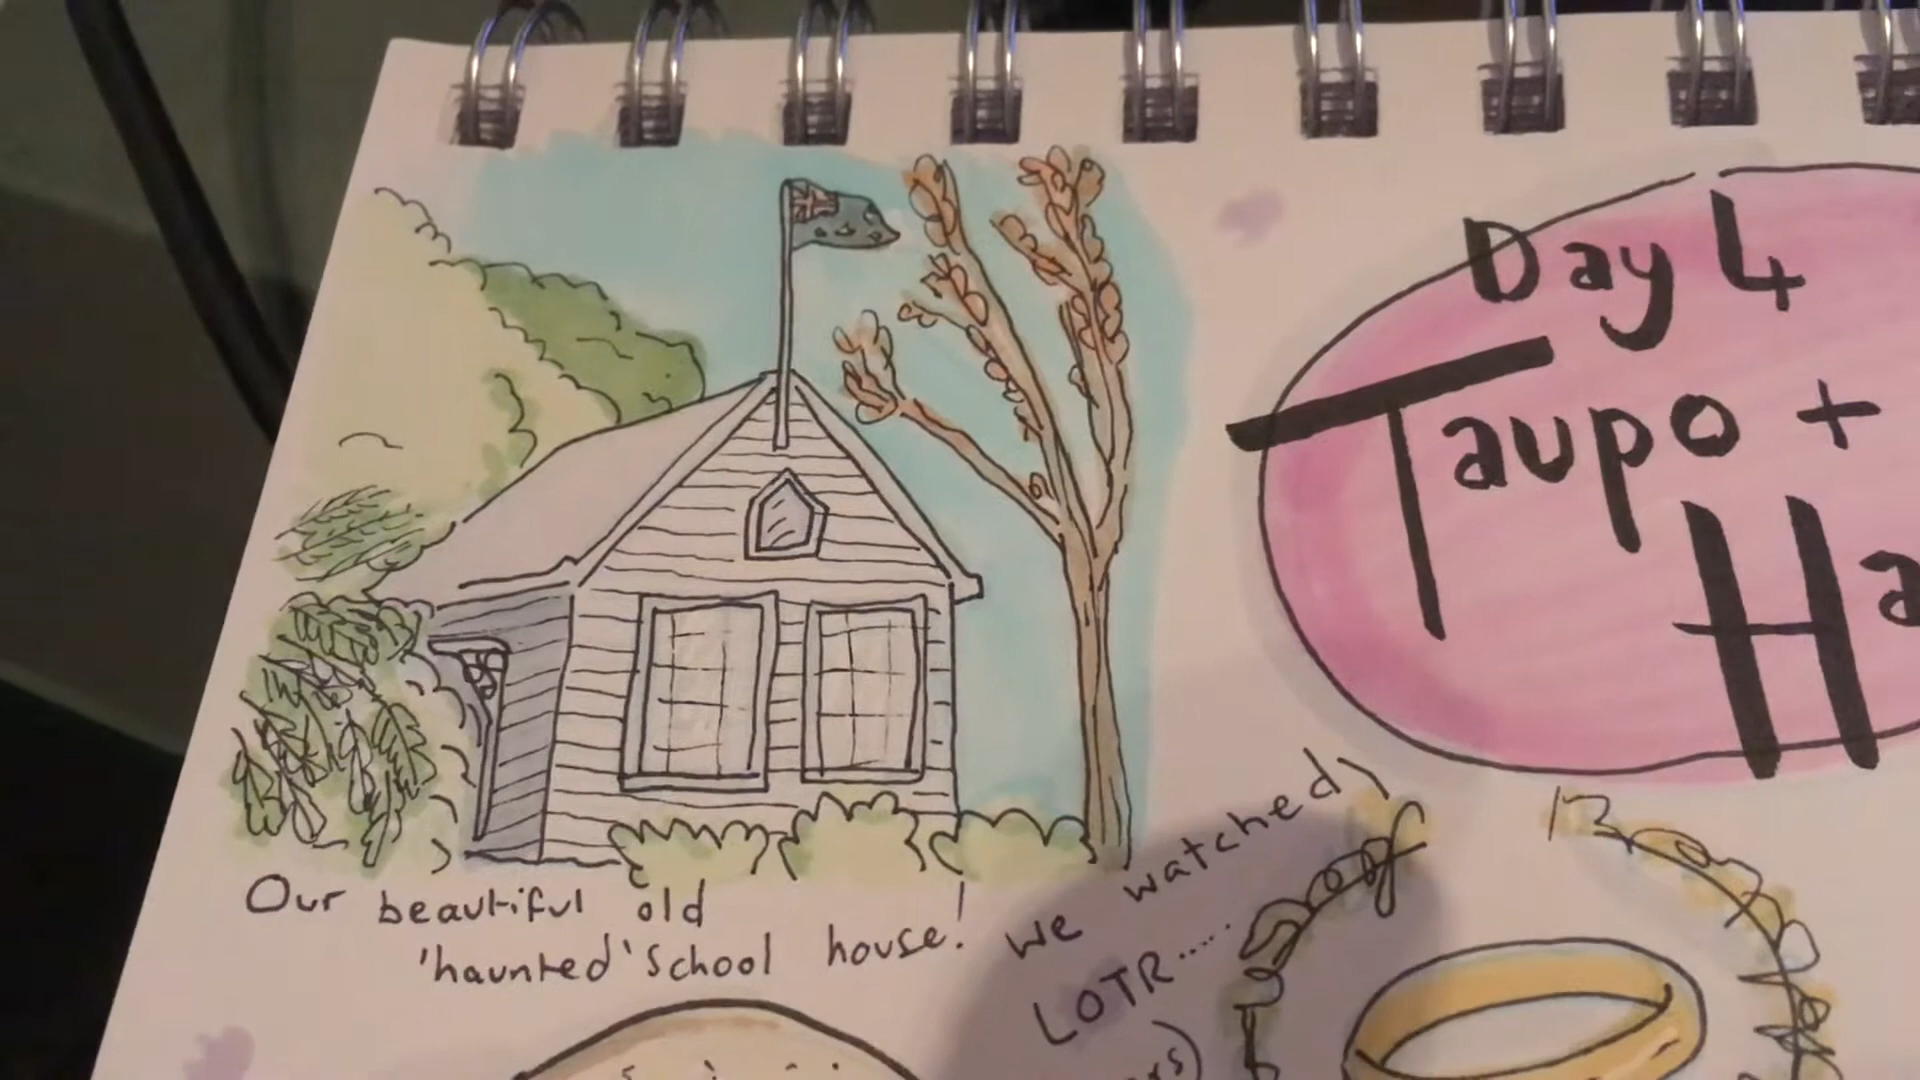 Day 4
Taupo +
Ha
Our beautiful old
'haunted' School house!
We watched
LOTR.....